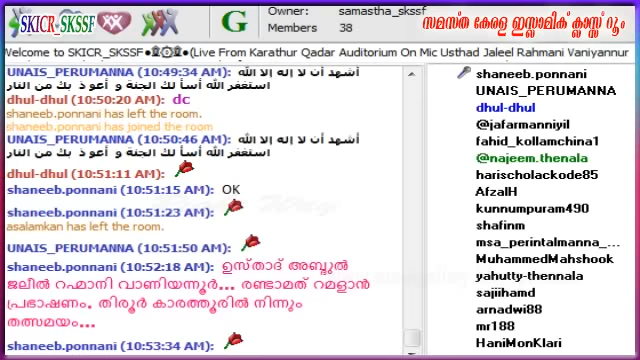 SKICR_SKSSF
G
Owner: samastha_skssf
Members 38
സമസ്ത കേരള ഇസ്ലാമിക് ക്ലാസ്സ് റൂം
Welcome to SKICR_SKSSF●۩۞۩●(Live From Karathur Qadar Auditorium On Mic Usthad Jaleel Rahmani Vaniyannur
UNAIS_PERUMANNA (10:49:34 AM): أشهد أن لا إله إلا الله
أستغفر الله أسألك الجنة و أعوذ بك من النار
dhul-dhul (10:50:20 AM): dc
shaneeb.ponnani has left the room.
shaneeb.ponnani has joined the room
UNAIS_PERUMANNA (10:50:46 AM): أشهد أن لا إله إلا الله
أستغفر الله أسألك الجنة و أعوذ بك من النار
dhul-dhul (10:51:11 AM):
shaneeb.ponnani (10:51:15 AM): OK
shaneeb.ponnani (10:51:23 AM):
asalamkan has left the room.
UNAIS_PERUMANNA (10:51:50 AM):
shaneeb.ponnani (10:52:18 AM): ഉസ്താദ് അബ്ദുൽ
ജലീൽ റഹ്മാനി വാണിയന്നൂർ... രണ്ടാമത് റമളാൻ
പ്രഭാഷണം. തിരൂർ കാരത്തൂരിൽ നിന്നും
തത്സമയം...
shaneeb.ponnani (10:53:34 AM):
shaneeb.ponnani
UNAIS_PERUMANNA
dhul-dhul
@jafarmanniyil
fahid_kollamchina1
@najeem.thenala
harischolackode85
AfzalH
kunnumpuram490
shafinm
msa_perintalmanna_...
MuhammedMahshook
yahutty-thennala
sajiihamd
arnadwi88
mr188
HaniMonKlari